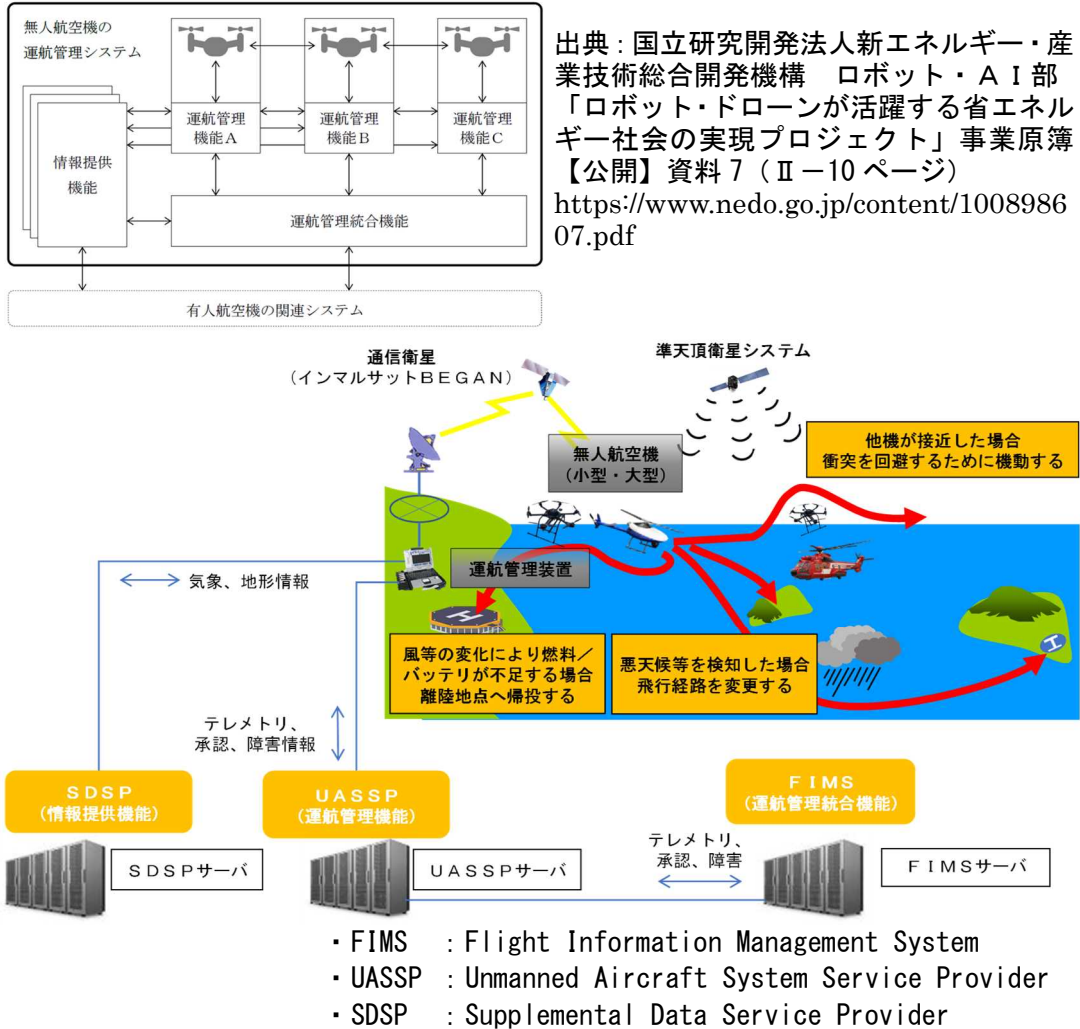 無人航空機の
運航管理システム
情報提供
機能
運航管理
機能A
運航管理
機能B
運航管理
機能C
運航管理統合機能
有人航空機の関連システム
出典：国立研究開発法人新エネルギー・産
業技術総合開発機構　ロボット・ＡＩ部
「ロボット・ドローンが活躍する省エネル
ギー社会の実現プロジェクト」事業原簿
【公開】資料７（Ⅱ－10 ページ）
https://www.nedo.go.jp/content/1008986
07.pdf
通信衛星
（インマルサットＢＥＧＡＮ）
準天頂衛星システム
他機が接近した場合
衝突を回避するために機動する
無人航空機
（小型・大型）
運航管理装置
気象、地形情報
風等の変化により燃料／
バッテリが不足する場合
離陸地点へ帰投する
悪天候等を検知した場合
飛行経路を変更する
テレメトリ、
承認、障害情報
ＳＤＳＰ
（情報提供機能）
ＵＡＳＳＰ
（運航管理機能）
ＦＩＭＳ
（運航管理統合機能）
ＳＤＳＰサーバ
ＵＡＳＳＰサーバ
テレメトリ、
承認、障害
ＦＩＭＳサーバ
・FIMS　：Flight Information Management System
・UASSP　：Unmanned Aircraft System Service Provider
・SDSP　：Supplemental Data Service Provider